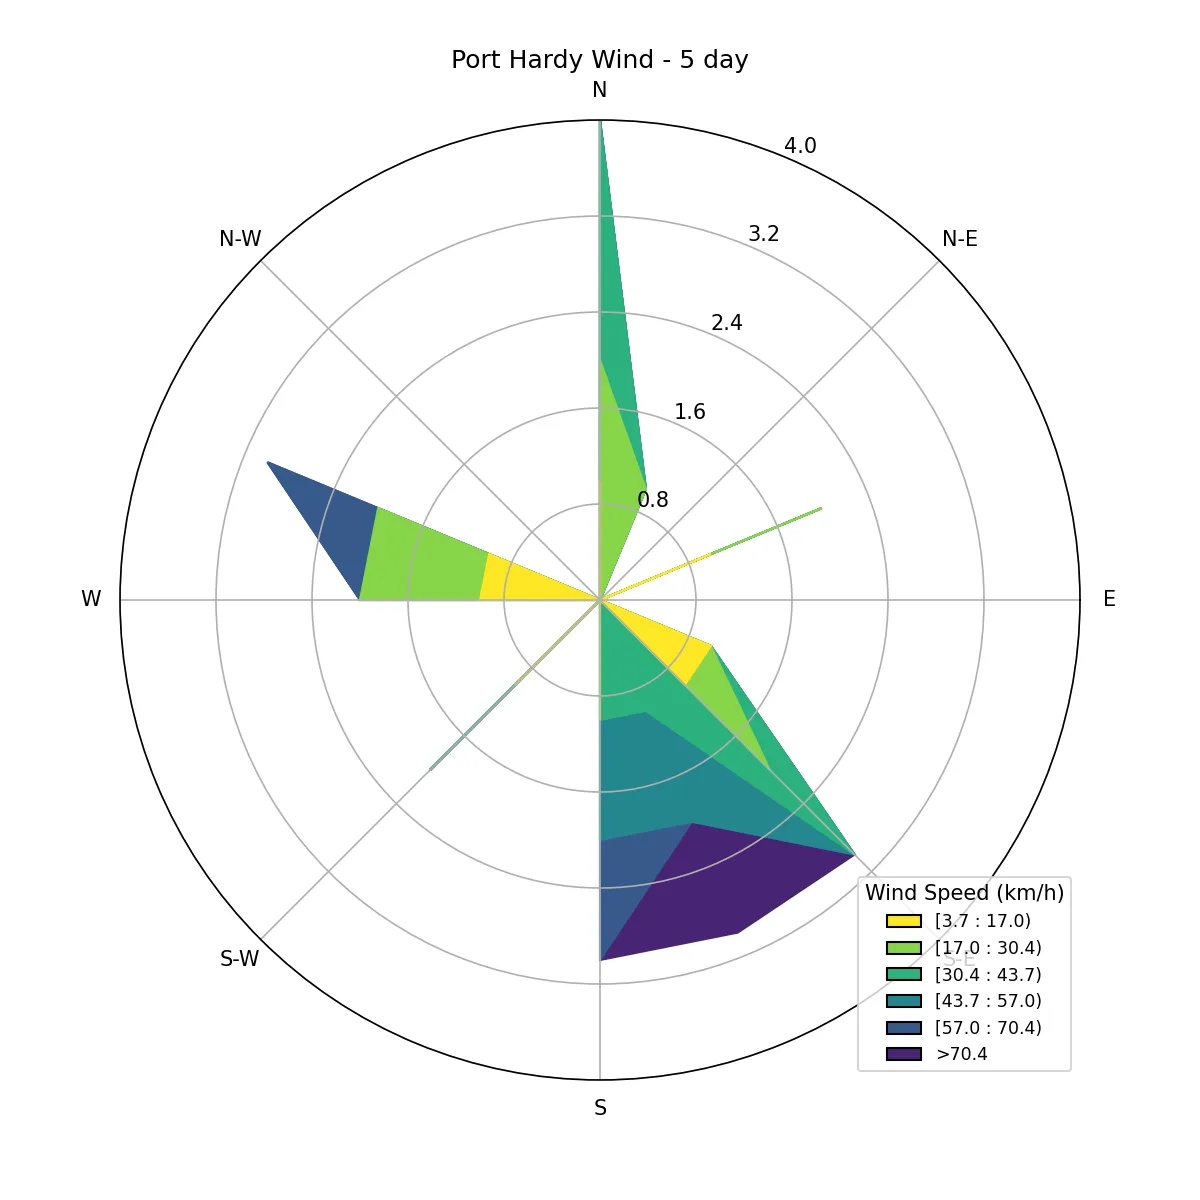 Port Hardy Wind - 5 day
N
4.0
N-W
3.2
N-E
2.4
1.6
0.8
W
E
Wind Speed (km/h)
[3.7 : 17.0)
[17.0 : 30.4)
S-W
S-E
[30.4 : 43.7)
[43.7 : 57.0)
[57.0 : 70.4)
>70.4
S